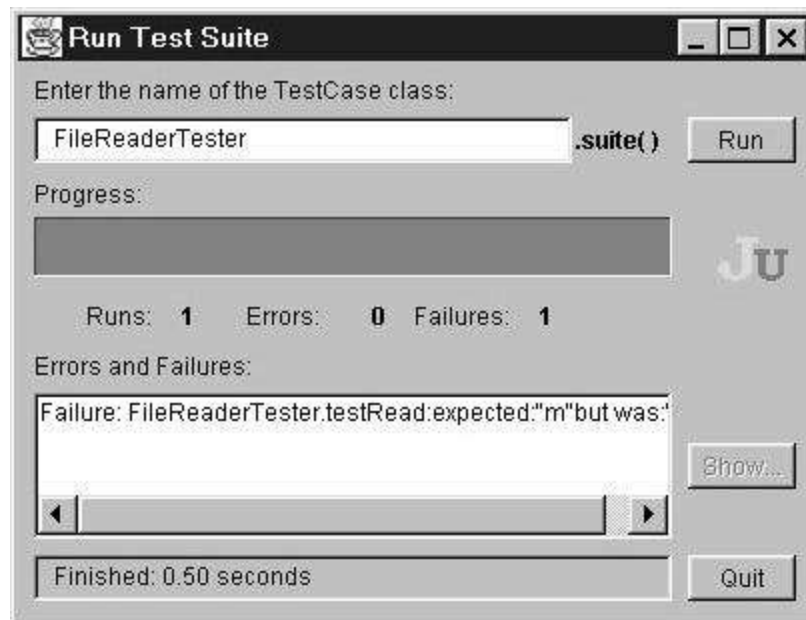 Run Test Suite
Enter the name of the TestCase class:
FileReaderTester .suite( ) Run
Progress:
JU
Runs: 1 Errors: 0 Failures: 1
Errors and Failures:
Failure: FileReaderTester.testRead:expected:"m"but was:"
Show...
Finished: 0.50 seconds Quit